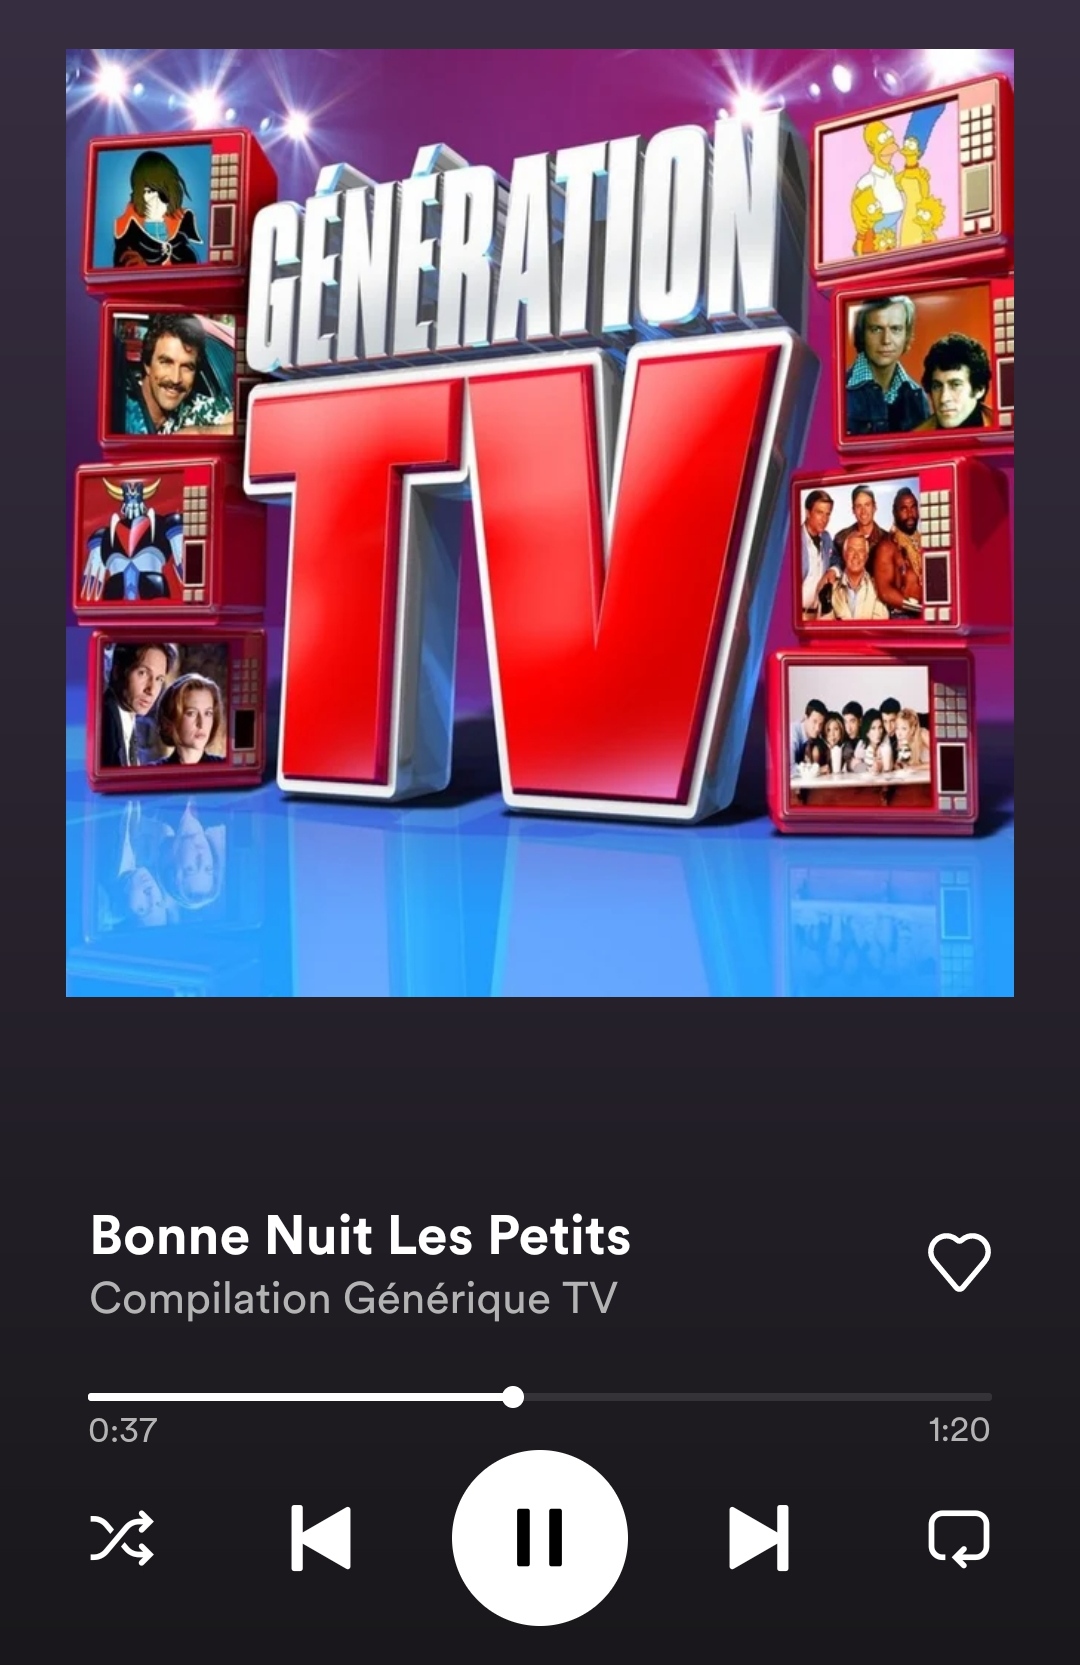 GÉNÉRATION
TV
Bonne Nuit Les Petits
Compilation Générique TV
0:37
1:20